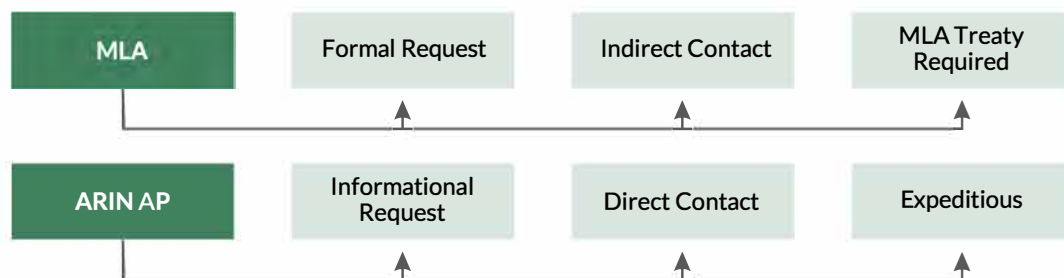 MLA
Formal Request
Indirect Contact
MLA Treaty
Required
ARIN AP
Informational
Request
Direct Contact
Expeditious